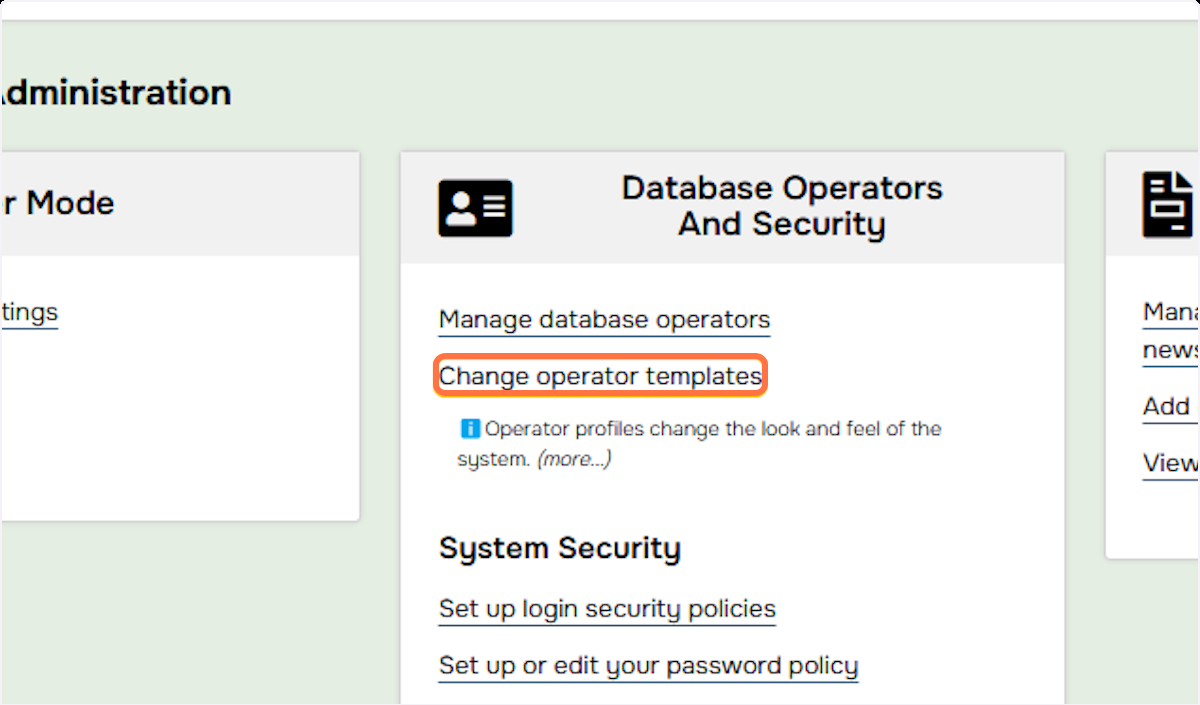 dministration
r Mode
tings
Database Operators
And Security
Manage database operators
Change operator templates
Operator profiles change the look and feel of the
system. (more...)
System Security
Set up login security policies
Set up or edit your password policy
Mana
news
Add
View